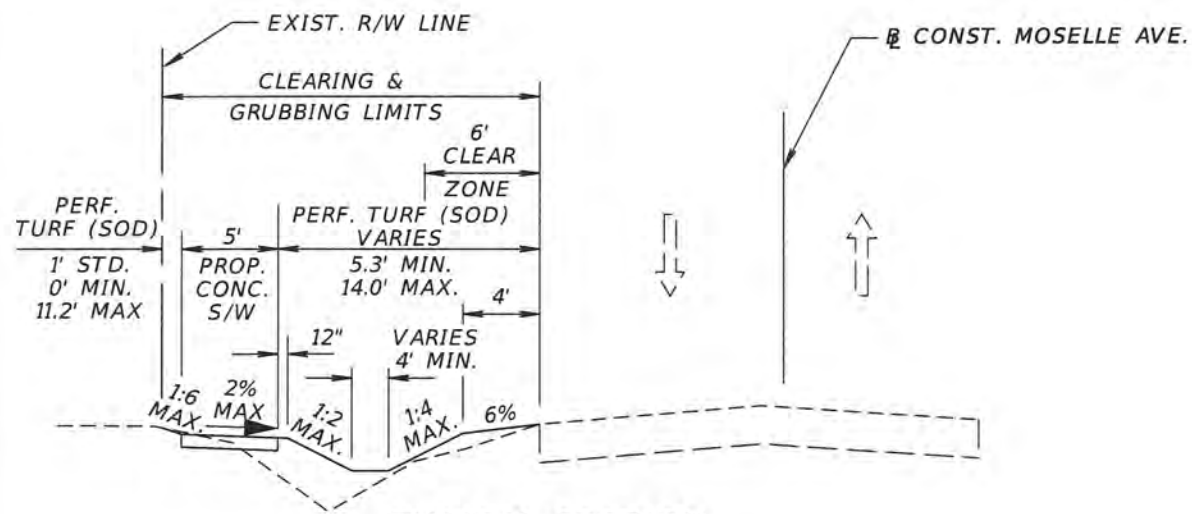 EXIST. R/W LINE
℄ CONST. MOSELLE AVE.
CLEARING &
GRUBBING LIMITS
6'
CLEAR
ZONE
PERF.
TURF (SOD)
1' STD.
0' MIN.
11.2' MAX
5'
PROP.
CONC.
S/W
PERF. TURF (SOD)
VARIES
5.3' MIN.
14.0' MAX.
4'
12"
VARIES
4' MIN.
1:6
MAX.
2%
MAX
1:2
MAX.
1:4
MAX.
6%